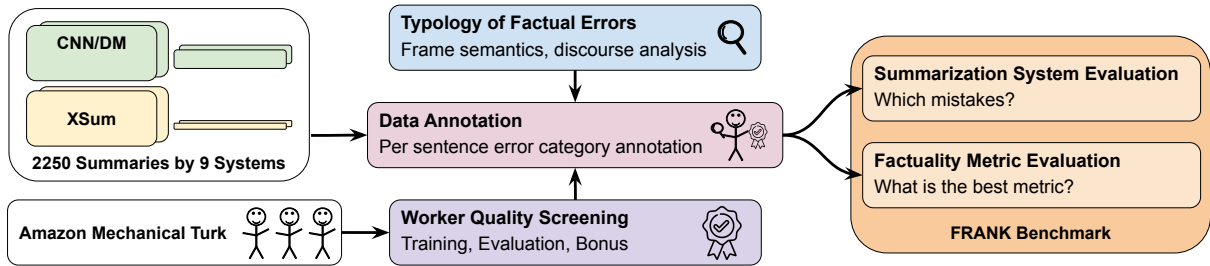 CNN/DM
XSum
2250 Summaries by 9 Systems
Amazon Mechanical Turk
Typology of Factual Errors
Frame semantics, discourse analysis
Data Annotation
Per sentence error category annotation
Worker Quality Screening
Training, Evaluation, Bonus
Summarization System Evaluation
Which mistakes?
Factuality Metric Evaluation
What is the best metric?
FRANK Benchmark